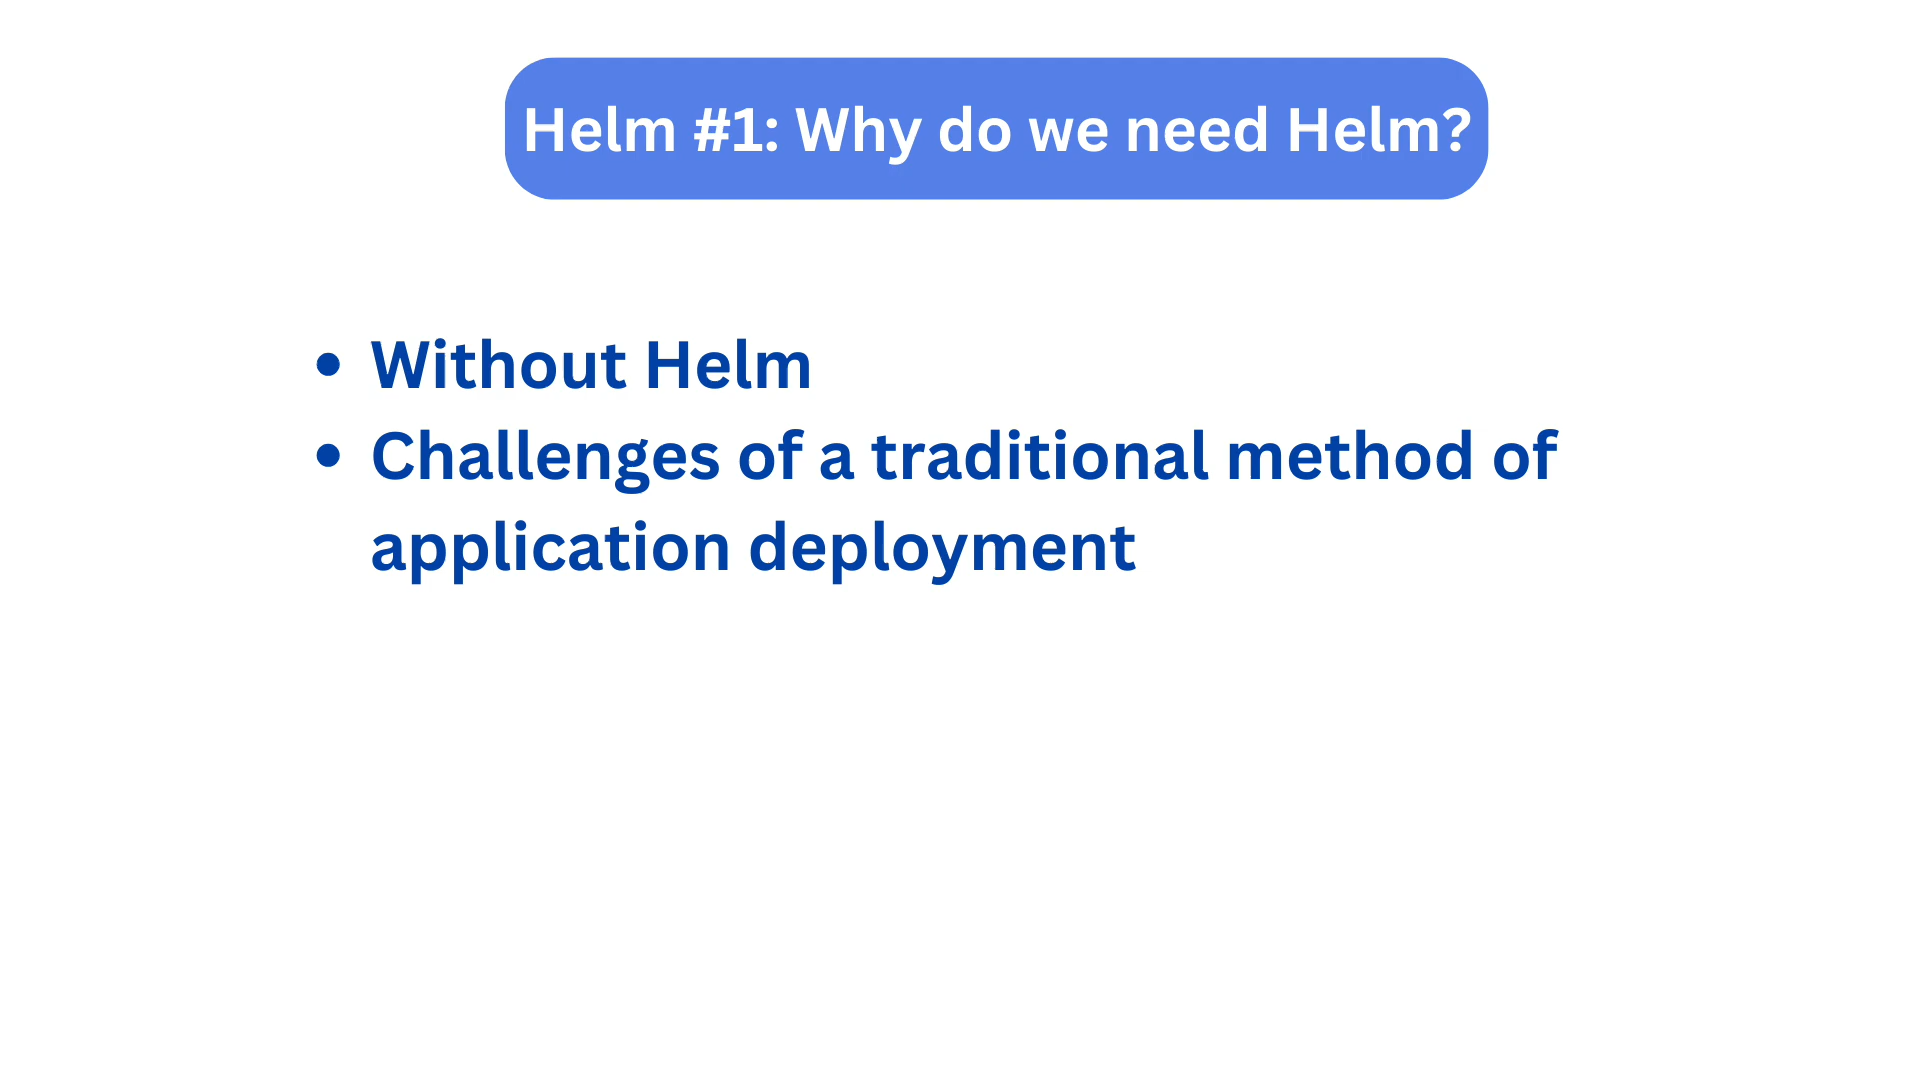 Helm #1: Why do we need Helm?
• Without Helm
• Challenges of a traditional method of
application deployment